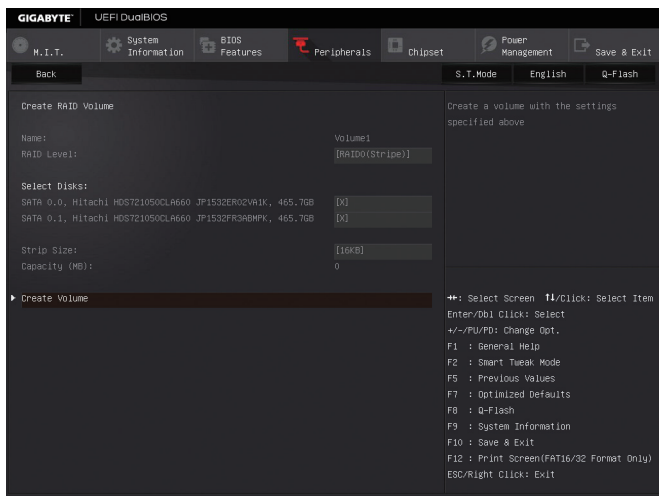 GIGABYTE™ UEFI DualBIOS
M.I.T.
System Information
BIOS Features
Peripherals
Chipset
Power Management
Save & Exit
Back
S.T.Mode English Q-Flash
Create RAID Volume
Name: Volume1
RAID Level: [RAID0(Stripe)]
Select Disks:
SATA 0.0, Hitachi HDS721050CLA660 JP1532ER02VA1K, 465.7GB [X]
SATA 0.1, Hitachi HDS721050CLA660 JP1532FR3ABMPK, 465.7GB [X]
Strip Size: [16KB]
Capacity (MB): 0
Create Volume
Create a volume with the settings
specified above
→←: Select Screen ↑↓/Click: Select Item
Enter/Dbl Click: Select
+/-/PU/PD: Change Opt.
F1 : General Help
F2 : Smart Tweak Mode
F5 : Previous Values
F7 : Optimized Defaults
F8 : Q-Flash
F9 : System Information
F10 : Save & Exit
F12 : Print Screen(FAT16/32 Format Only)
ESC/Right Click: Exit